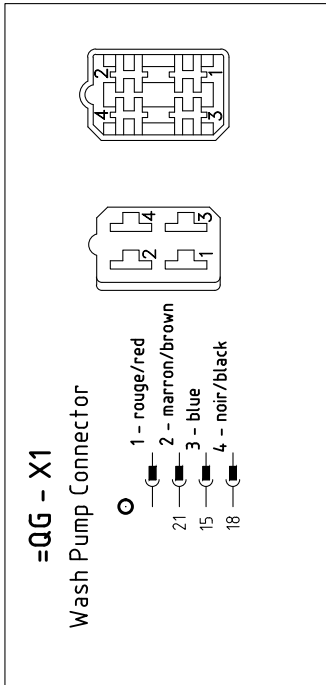 =QG - X1
Wash Pump Connector
1 - rouge/red
21 2 - marron/brown
15 3 - blue
18 4 - noir/black
4 3
2 1
2 1
4 3